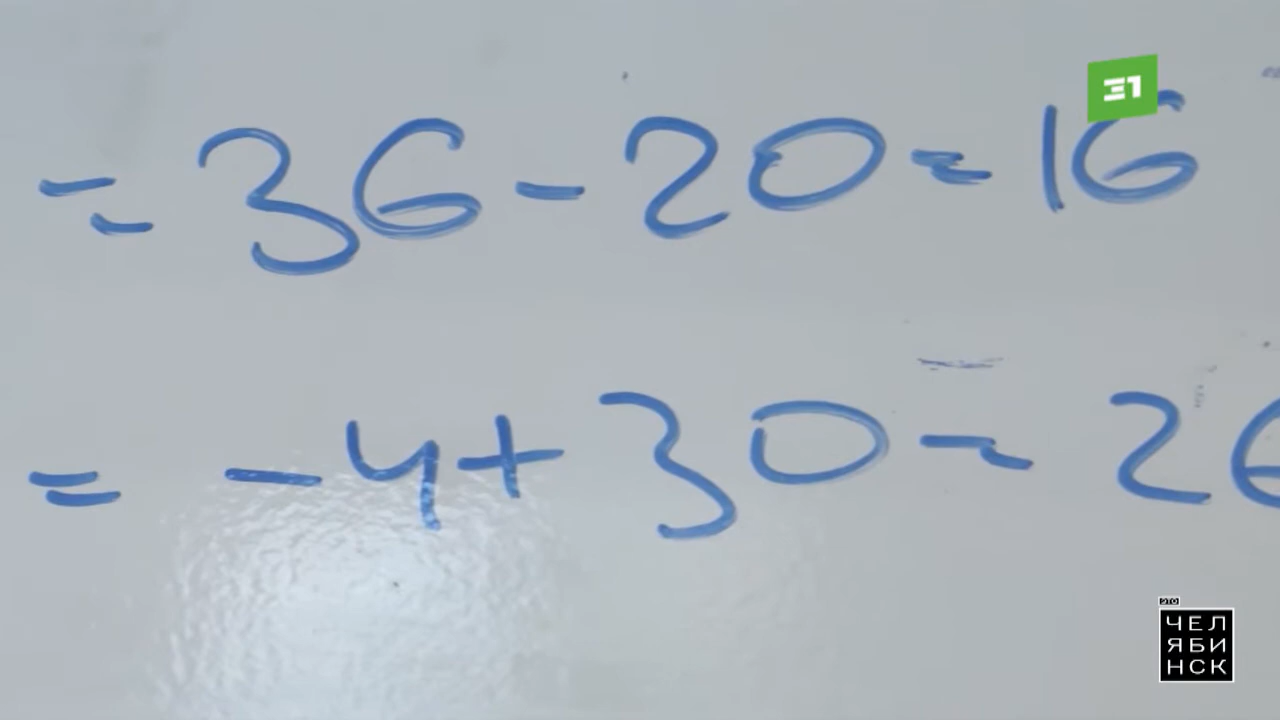 31
= 36 - 20 = 16
= - 4 + 30 = 26
ЭТО
ЧЕЛ
ЯБИ
НСК